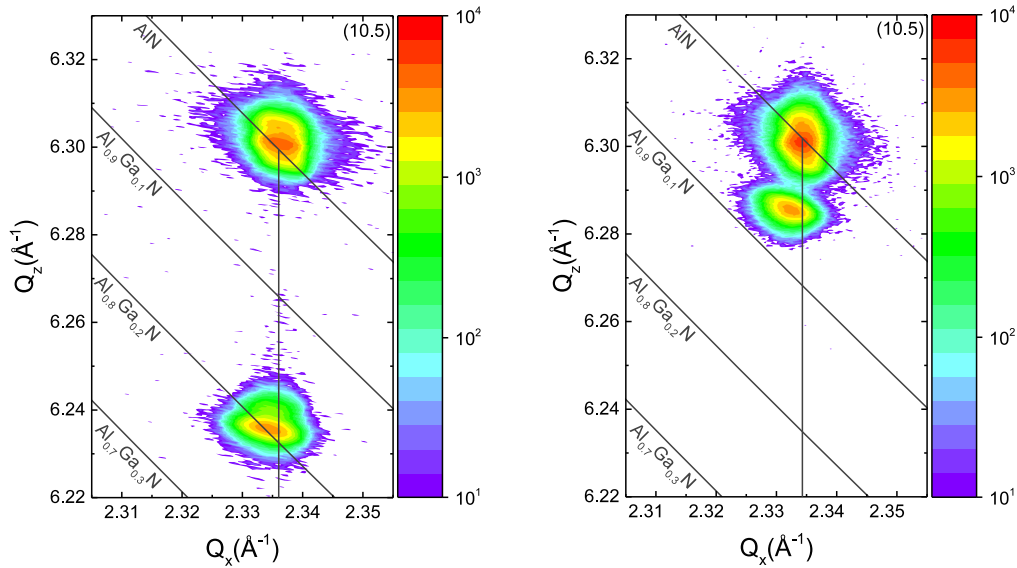 (10.5)
AlN
Al0.9Ga0.1N
Al0.8Ga0.2N
Al0.7Ga0.3N
6.32
6.30
6.28
6.26
6.24
6.22
Qz(Å-1)
2.31 2.32 2.33 2.34 2.35
Qx(Å-1)
10^4
10^3
10^2
10^1
(10.5)
AlN
Al0.9Ga0.1N
Al0.8Ga0.2N
Al0.7Ga0.3N
6.32
6.30
6.28
6.26
6.24
6.22
Qz(Å-1)
2.31 2.32 2.33 2.34 2.35
Qx(Å-1)
10^4
10^3
10^2
10^1